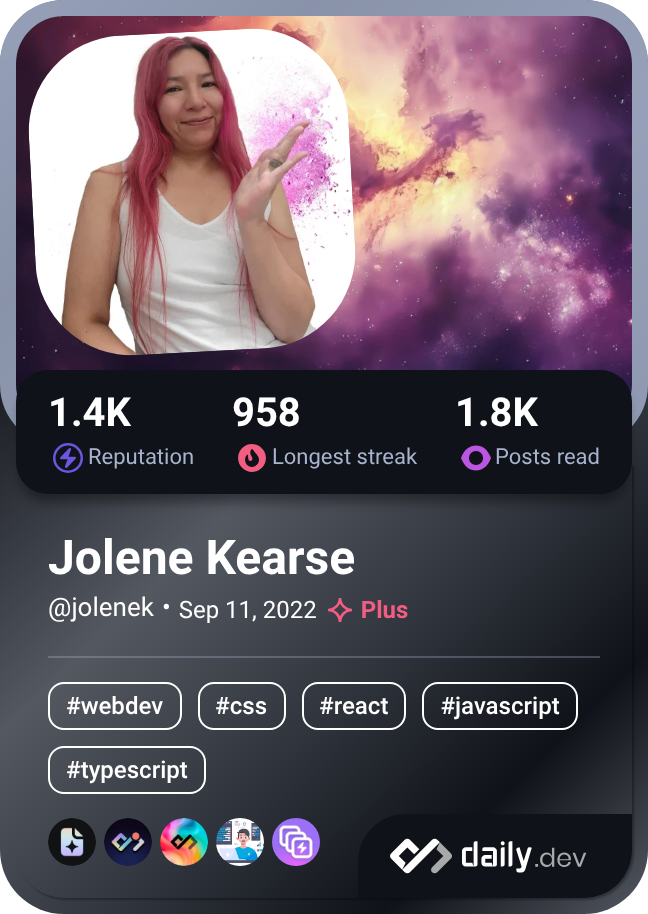 1.4K 958 1.8K
Reputation Longest streak Posts read
Jolene Kearse
@jolenek • Sep 11, 2022 Plus
#webdev #css #react #javascript
#typescript
daily.dev